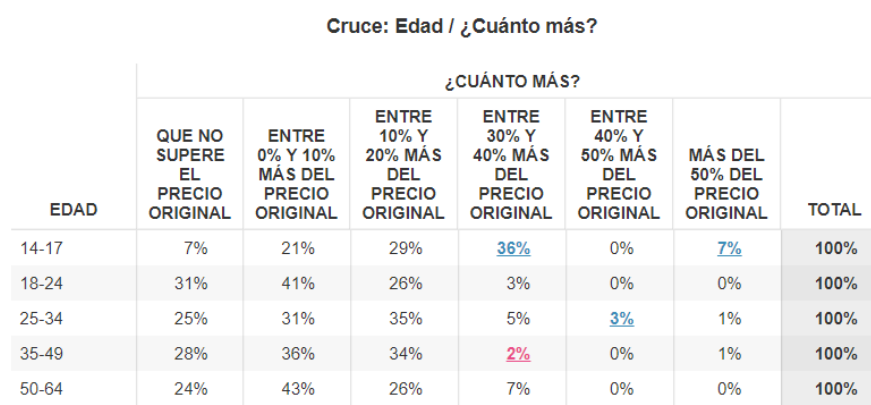 Cruce: Edad / ¿Cuánto más?
¿CUÁNTO MÁS?
EDAD
QUE NO
SUPERE
EL
PRECIO
ORIGINAL
ENTRE
0% Y 10%
MÁS DEL
PRECIO
ORIGINAL
ENTRE
10% Y
20% MÁS
DEL
PRECIO
ORIGINAL
ENTRE
30% Y
40% MÁS
DEL
PRECIO
ORIGINAL
ENTRE
40% Y
50% MÁS
DEL
PRECIO
ORIGINAL
MÁS DEL
50% DEL
PRECIO
ORIGINAL
TOTAL
14-17 7% 21% 29% 36% 0% 7% 100%
18-24 31% 41% 26% 3% 0% 0% 100%
25-34 25% 31% 35% 5% 3% 1% 100%
35-49 28% 36% 34% 2% 0% 1% 100%
50-64 24% 43% 26% 7% 0% 0% 100%